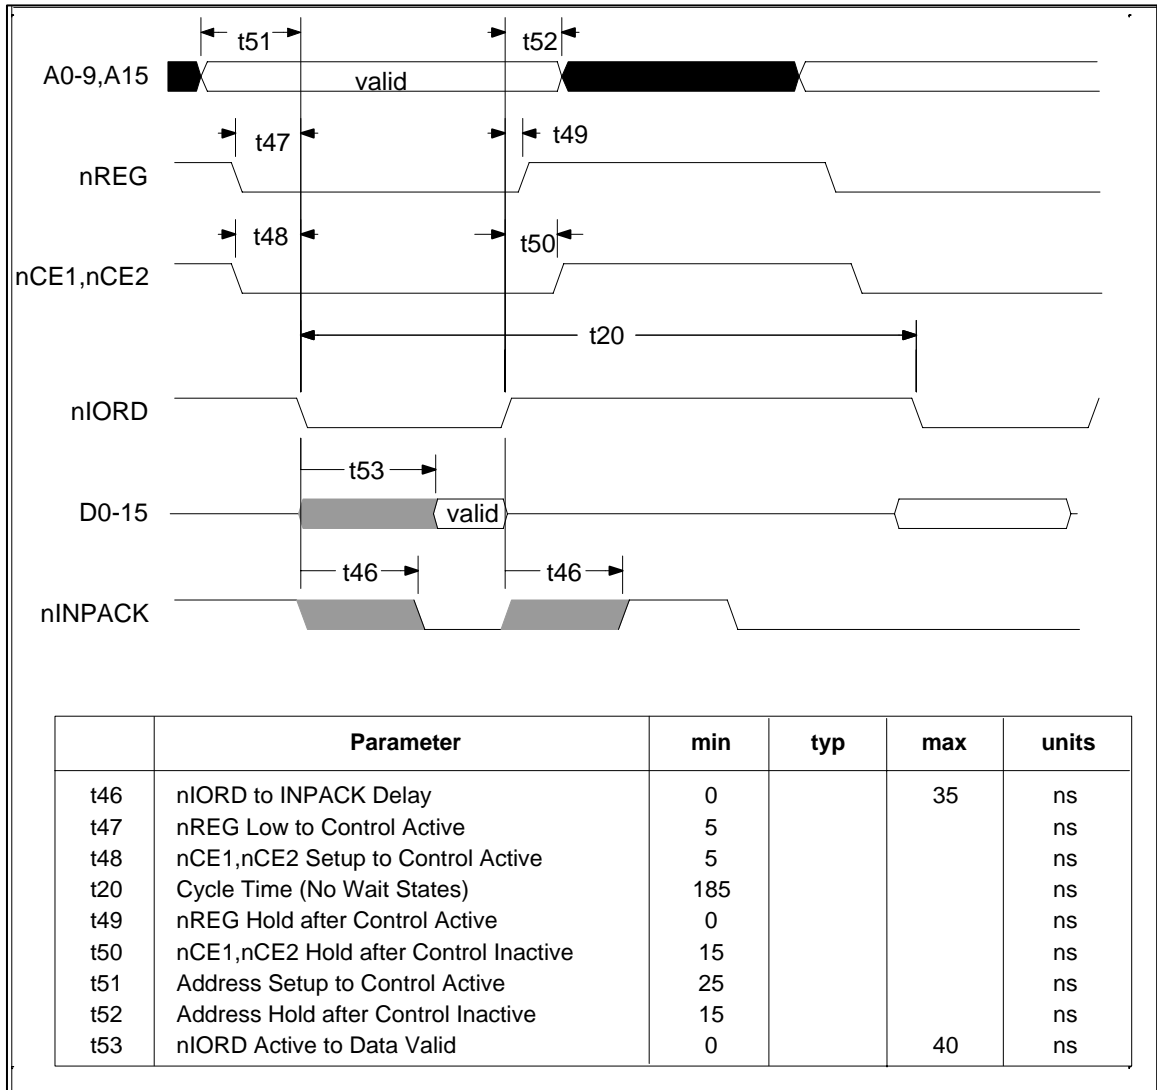 t51 t52
A0-9,A15 valid
t47 t49
nREG
t48 t50
nCE1,nCE2
t20
nIORD
t53
D0-15 valid
t46 t46
nINPACK
Parameter min typ max units
t46 nIORD to INPACK Delay 0 35 ns
t47 nREG Low to Control Active 5 ns
t48 nCE1,nCE2 Setup to Control Active 5 ns
t20 Cycle Time (No Wait States) 185 ns
t49 nREG Hold after Control Active 0 ns
t50 nCE1,nCE2 Hold after Control Inactive 15 ns
t51 Address Setup to Control Active 25 ns
t52 Address Hold after Control Inactive 15 ns
t53 nIORD Active to Data Valid 0 40 ns